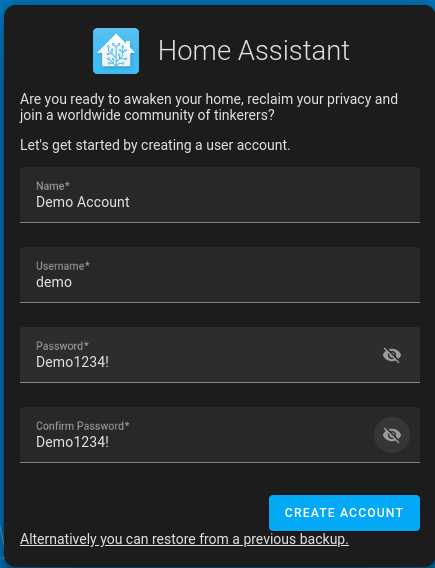 Home Assistant
Are you ready to awaken your home, reclaim your privacy and
join a worldwide community of tinkerers?
Let's get started by creating a user account.
Name*
Demo Account
Username*
demo
Password*
Demo1234!
Confirm Password*
Demo1234!
CREATE ACCOUNT
Alternatively you can restore from a previous backup.